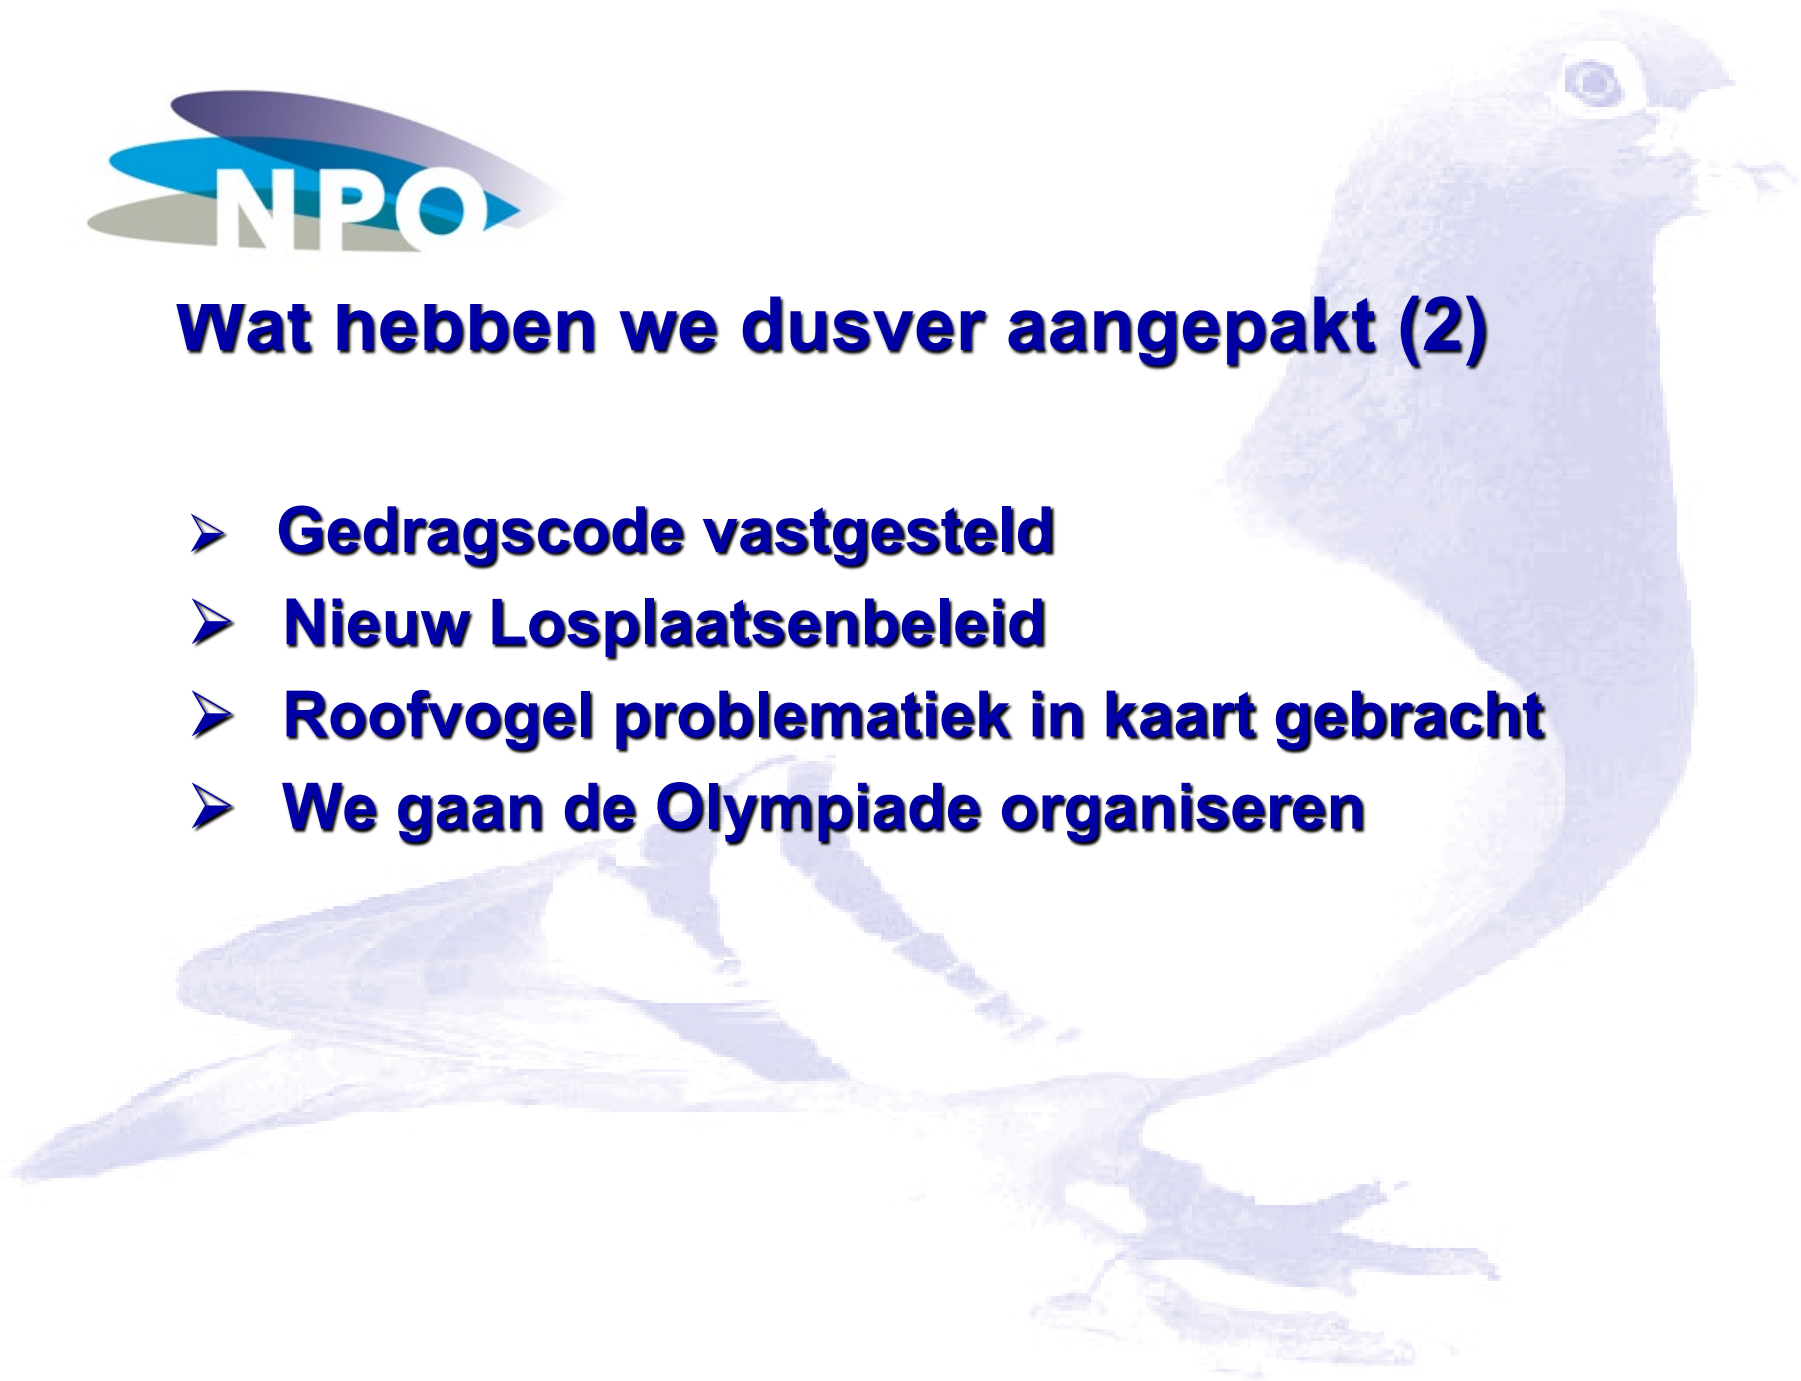 NPO
Wat hebben we dusver aangepakt (2)
Gedragscode vastgesteld
Nieuw Losplaatsenbeleid
Roofvogel problematiek in kaart gebracht
We gaan de Olympiade organiseren